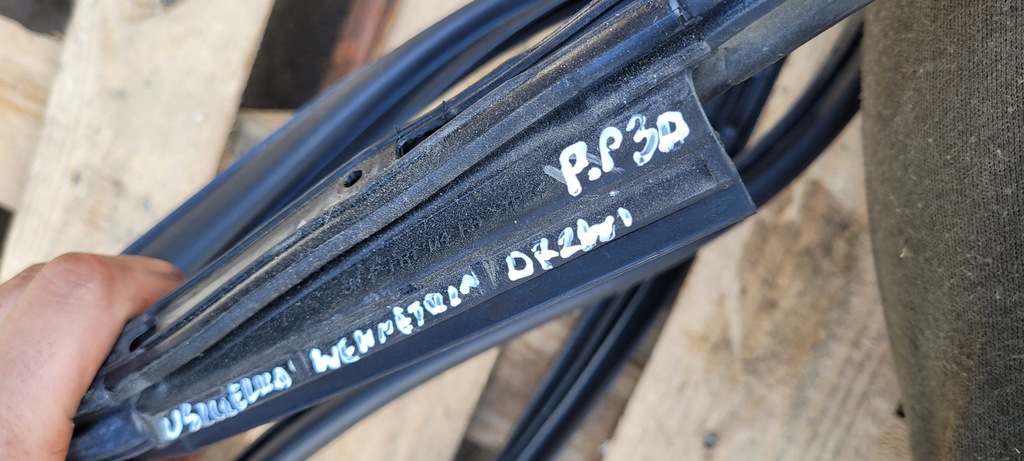 P.P3D
USZCZELKA WEWNĘTRZNA DRZWI